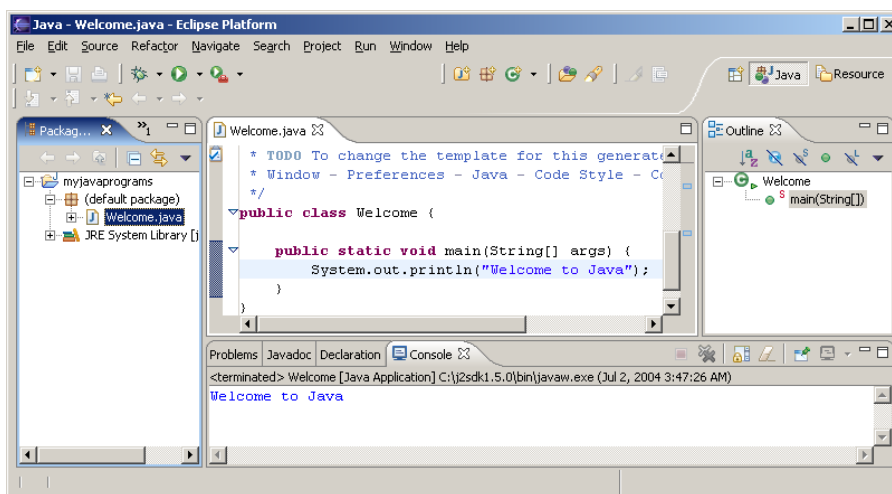 Java - Welcome.java - Eclipse Platform
File Edit Source Refactor Navigate Search Project Run Window Help
Java Resource
Packag... »1
Welcome.java
Outline
myjavaprograms
(default package)
Welcome.java
JRE System Library [j
* TODO To change the template for this generate
* Window - Preferences - Java - Code Style - Co
*/
public class Welcome {
public static void main(String[] args) {
System.out.println("Welcome to Java");
}
}
Welcome
main(String[])
Problems Javadoc Declaration Console
<terminated> Welcome [Java Application] C:\j2sdk1.5.0\bin\javaw.exe (Jul 2, 2004 3:47:26 AM)
Welcome to Java